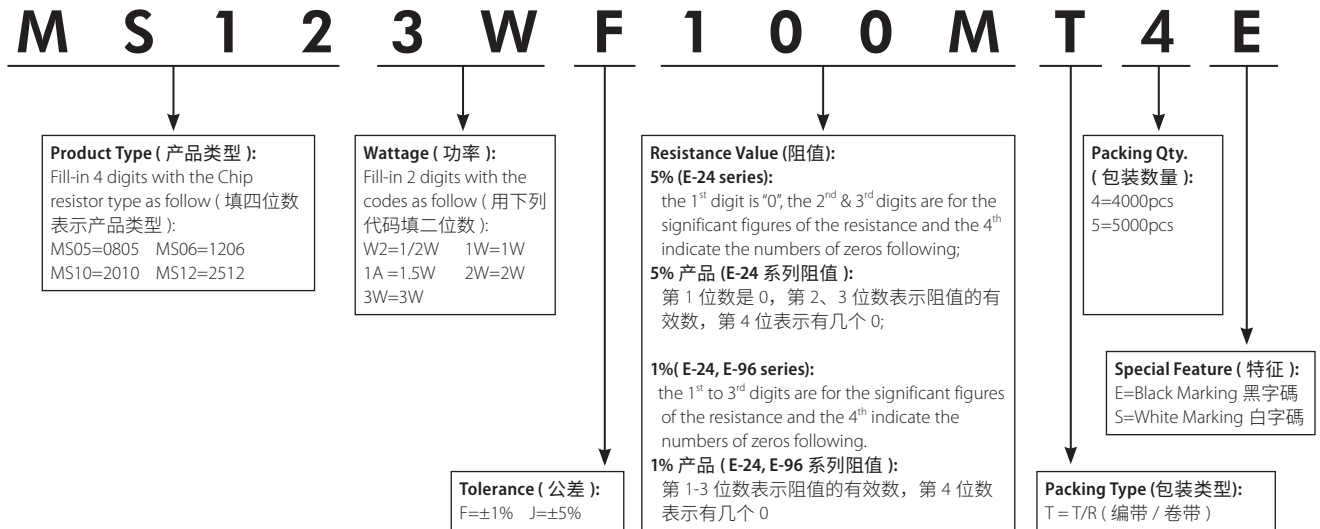 M S 1 2 3 W F 1 0 0 M T 4 E
Product Type ( 产品类型 ):
Fill-in 4 digits with the Chip
resistor type as follow ( 填四位数
表示产品类型 ):
MS05=0805 MS06=1206
MS10=2010 MS12=2512
Wattage ( 功率 ):
Fill-in 2 digits with the
codes as follow ( 用下列
代码填二位数 ):
W2=1/2W 1W=1W
1A =1.5W 2W=2W
3W=3W
Tolerance ( 公差 ):
F=±1% J=±5%
Resistance Value (阻值):
5% (E-24 series):
the 1st digit is "0", the 2nd & 3rd digits are for the
significant figures of the resistance and the 4th
indicate the numbers of zeros following;
5% 产品 (E-24 系列阻值 ):
第 1 位数是 0，第 2、3 位数表示阻值的有
效数，第 4 位表示有几个 0;
1%( E-24, E-96 series):
the 1st to 3rd digits are for the significant figures
of the resistance and the 4th indicate the
numbers of zeros following.
1% 产品 ( E-24, E-96 系列阻值 ):
第 1-3 位数表示阻值的有效数，第 4 位数
表示有几个 0
Packing Qty.
( 包装数量 ):
4=4000pcs
5=5000pcs
Special Feature ( 特征 ):
E=Black Marking 黑字碼
S=White Marking 白字碼
Packing Type (包装类型):
T = T/R ( 编带 / 卷带 )